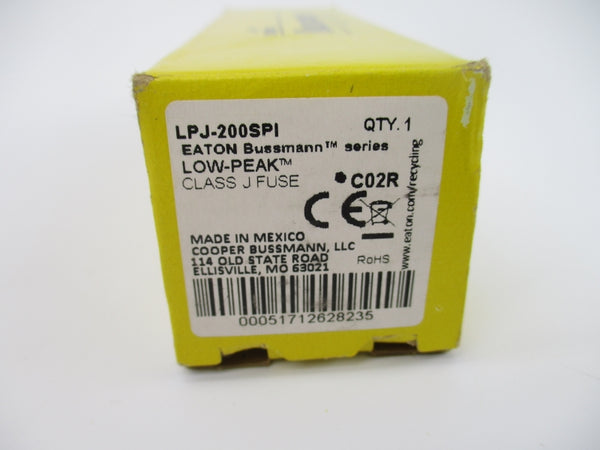 LPJ-200SPI QTY. 1
EATON Bussmann™ series
LOW-PEAK™
CLASS J FUSE
C02R
CE
www.eaton.com/recycling
MADE IN MEXICO
COOPER BUSSMANN, LLC
114 OLD STATE ROAD
ELLISVILLE, MO 63021
RoHS
00051712628235